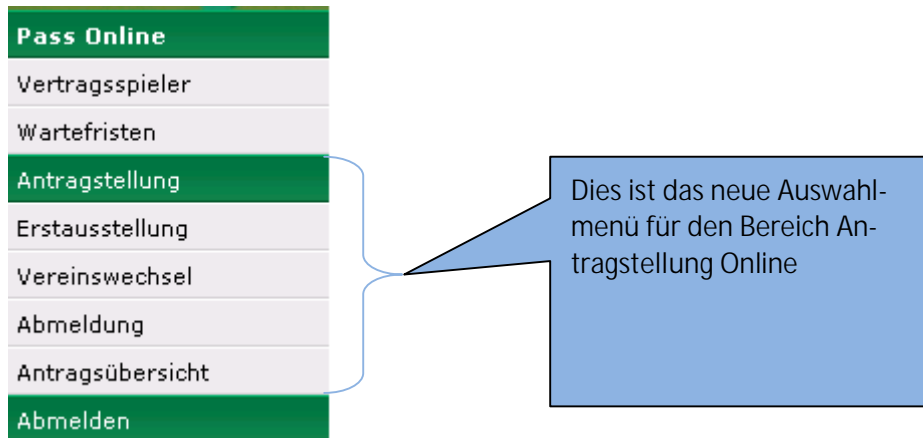 Pass Online
Vertragsspieler
Wartefristen
Antragstellung
Erstausstellung
Vereinswechsel
Abmeldung
Antragsübersicht
Abmelden
Dies ist das neue Auswahl-
menü für den Bereich An-
tragstellung Online